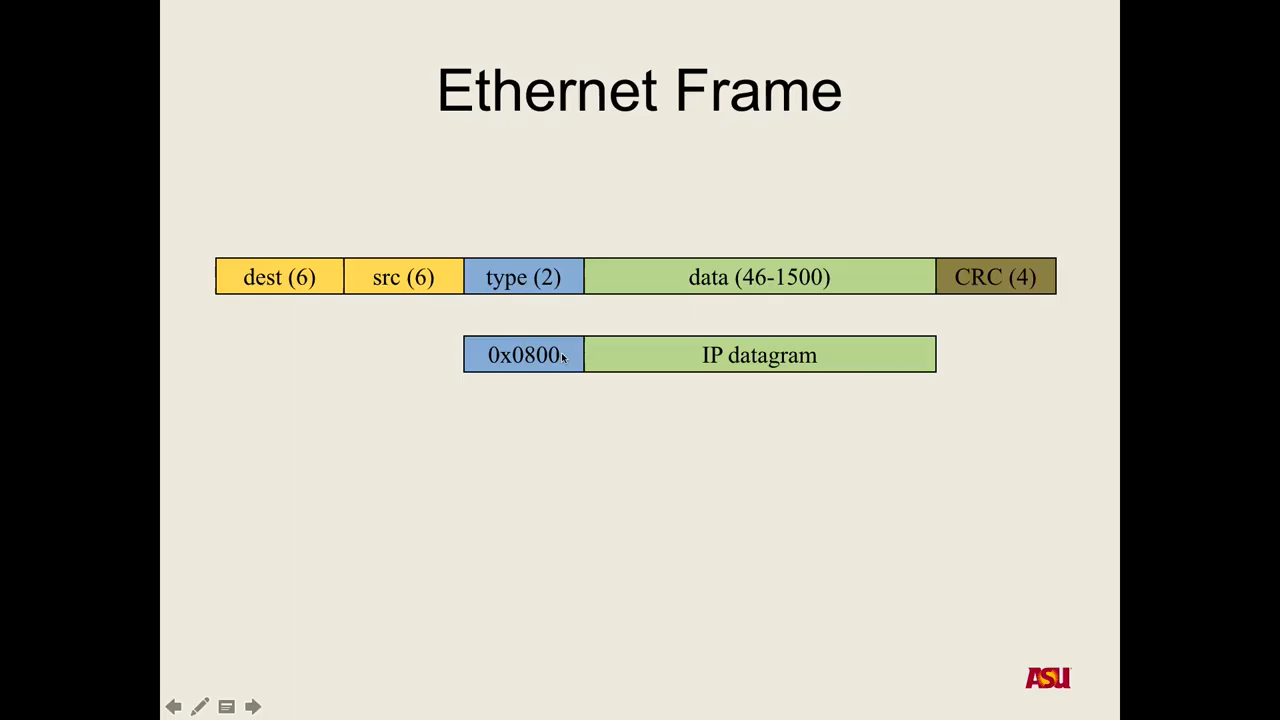 Ethernet Frame
dest (6) src (6) type (2) data (46-1500) CRC (4)
0x0800 IP datagram
ASU